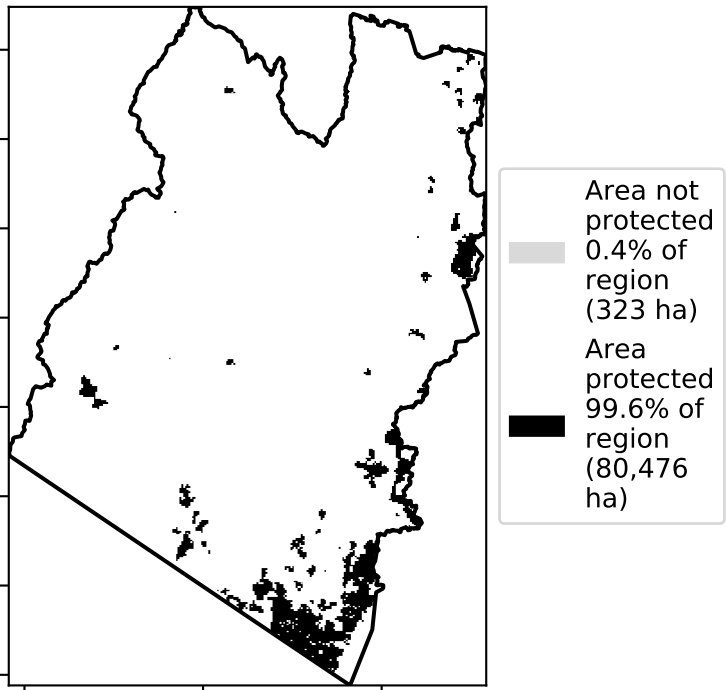 Area not
protected
0.4% of
region
(323 ha)
Area
protected
99.6% of
region
(80,476
ha)